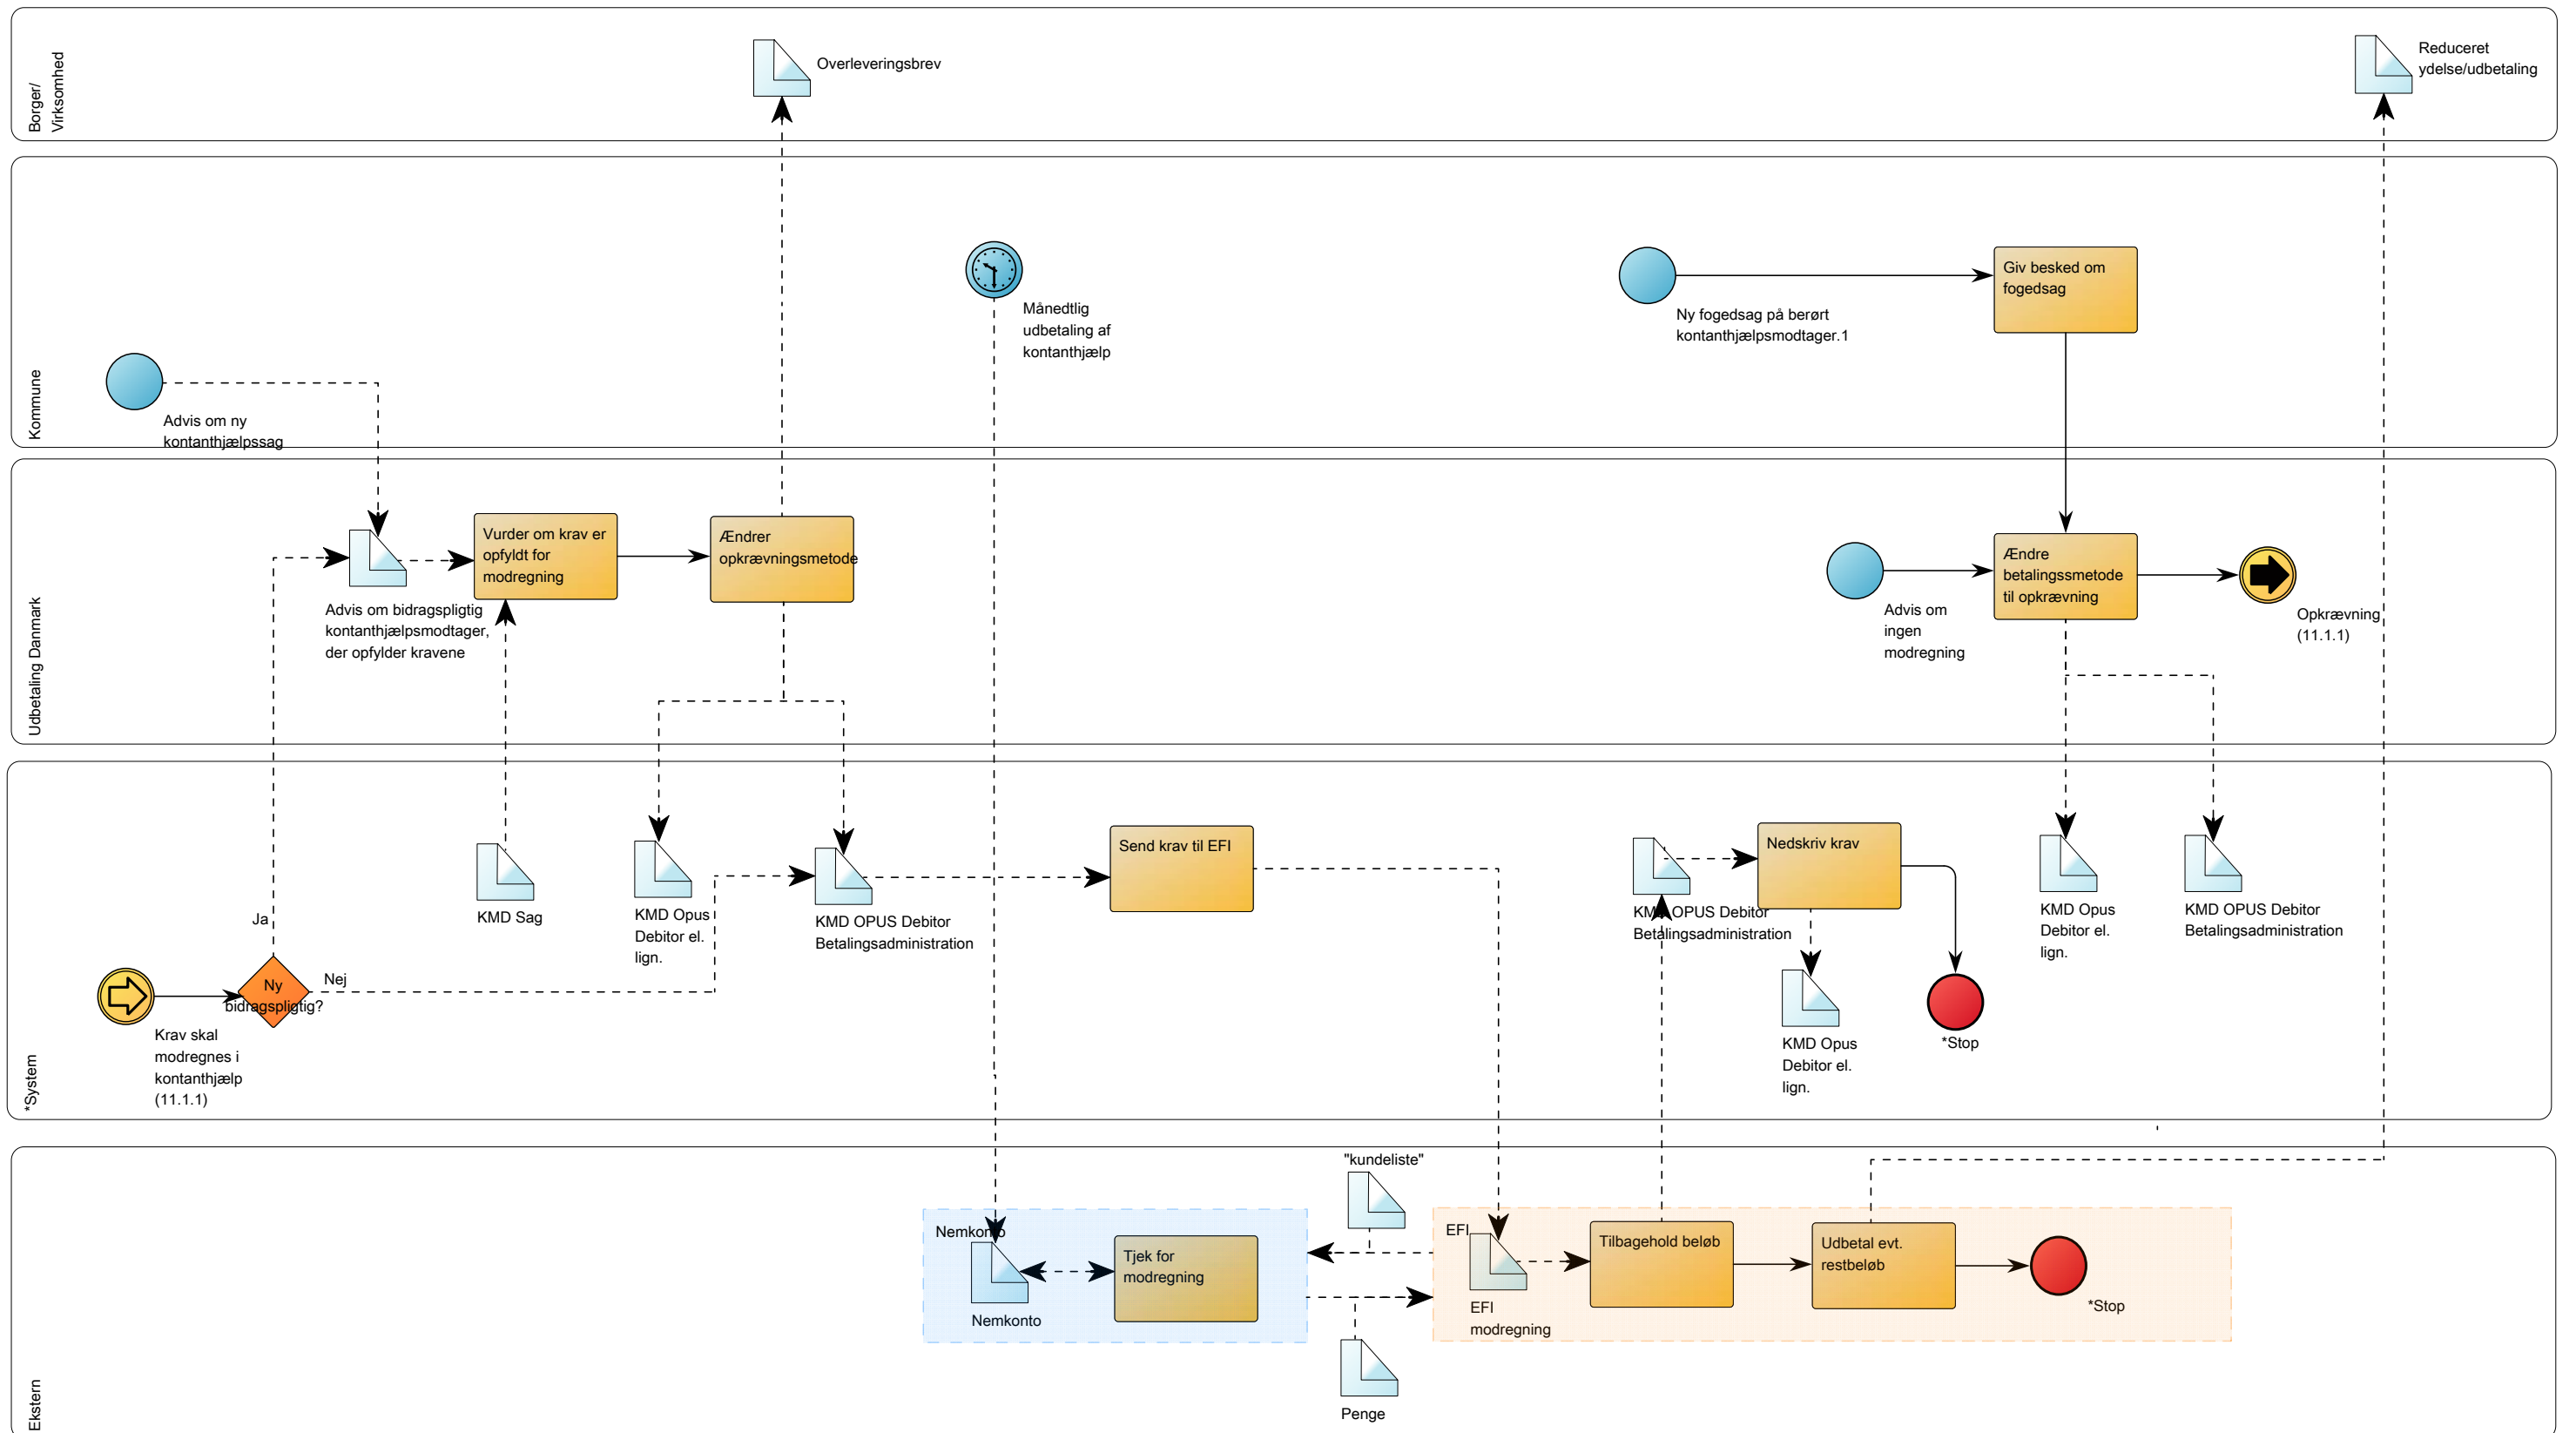 Borger/
Virksomhed
Overleveringsbrev
Reduceret
ydelse/udbetaling
Kommune
Advis om ny
kontanthjælpssag
Månedtlig
udbetaling af
kontanthjælp
Ny fogedsag på berørt
kontanthjælpsmodtager.1
Giv besked om
fogedsag
Udbetaling Danmark
Advis om bidragspligtig
kontanthjælpsmodtager,
der opfylder kravene
Vurder om krav er
opfyldt for
modregning
Ændrer
opkrævningsmetode
Advis om
ingen
modregning
Ændre
betalingssmetode
til opkrævning
Opkrævning
(11.1.1)
*System
Krav skal
modregnes i
kontanthjælp
(11.1.1)
Ny
bidragspligtig?
Ja
Nej
KMD Sag
KMD Opus
Debitor el.
lign.
KMD OPUS Debitor
Betalingsadministration
Send krav til EFI
KMD OPUS Debitor
Betalingsadministration
Nedskriv krav
KMD Opus
Debitor el.
lign.
*Stop
KMD Opus
Debitor el.
lign.
KMD OPUS Debitor
Betalingsadministration
Ekstern
Nemkonto
Nemkonto
Tjek for
modregning
"kundeliste"
Penge
EFI
EFI
modregning
Tilbagehold beløb
Udbetal evt.
restbeløb
*Stop